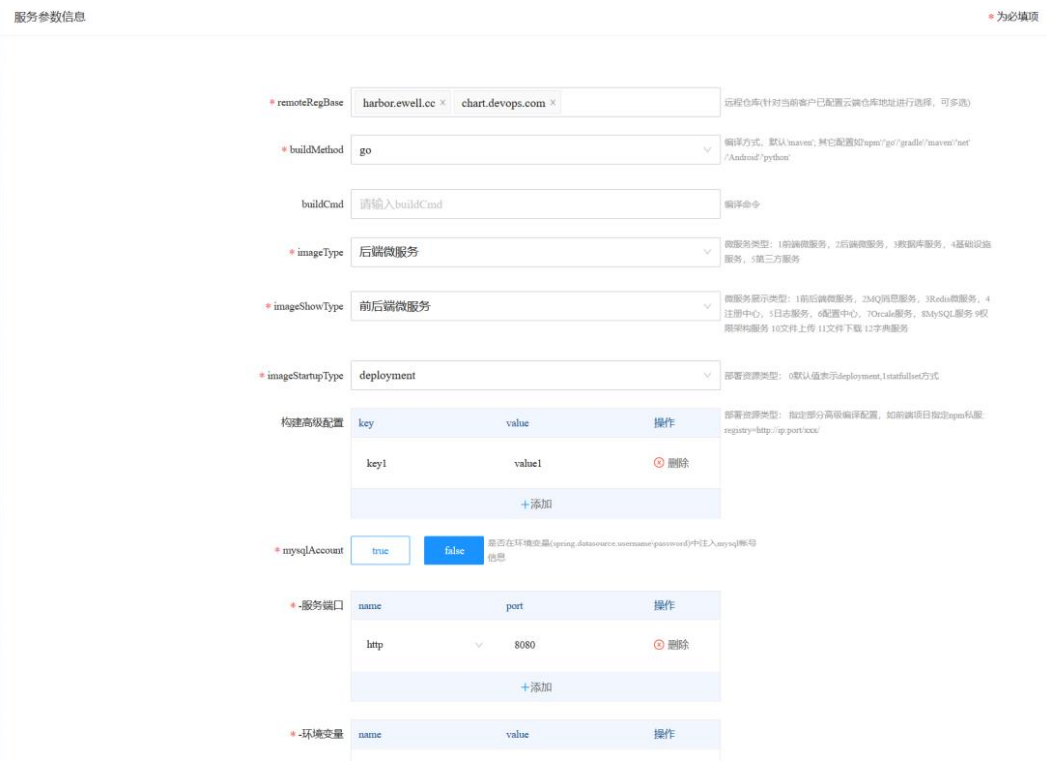 服务参数信息
* 为必填项
* remoteRegBase harbor.ewell.cc × chart.devops.com × 远程仓库(针对当前客户已配置云端仓库地址进行选择，可多选)
* buildMethod go 编译方式，默认'maven'; 其它配置如'npm'/'go'/'gradle'/'maven'/'net'
/'Android'/'python'
buildCmd 请输入buildCmd 编译命令
* imageType 后端微服务 微服务类型：1前端微服务，2后端微服务，3数据库服务，4基础设施
服务，5第三方服务
* imageShowType 前后端微服务 微服务展示类型：1前后端微服务，2MQ消息服务，3Redis微服务，4
注册中心，5日志服务，6配置中心，7Orcale服务，8MySQL服务 9权
限架构服务 10文件上传 11文件下载 12字典服务
* imageStartupType deployment 部署资源类型： 0默认值表示deployment,1statfullset方式
构建高级配置 key value 操作 部署资源类型： 指定部分高级编译配置，如前端项目指定npm私服:
registry=http://ip:port/xxx/
key1 value1 删除
+添加
* mysqlAccount true false 是否在环境变量(spring.datasource.username\password)中注入mysql帐号
信息
* -服务端口 name port 操作
http 8080 删除
+添加
* -环境变量 name value 操作